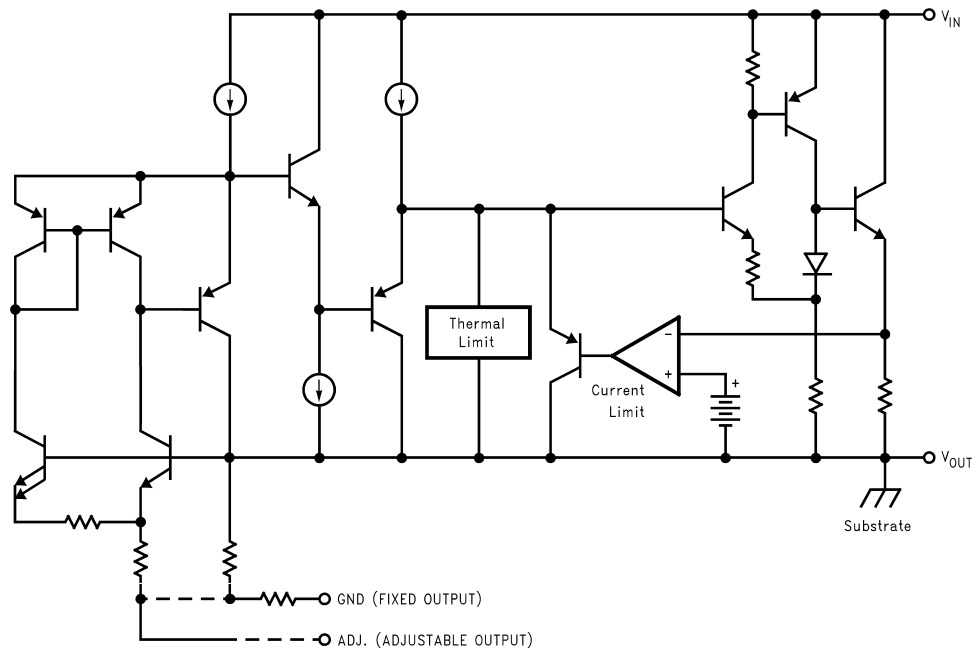 V_IN
Thermal
Limit
−
+
+
Current
Limit
V_OUT
Substrate
GND (FIXED OUTPUT)
ADJ. (ADJUSTABLE OUTPUT)